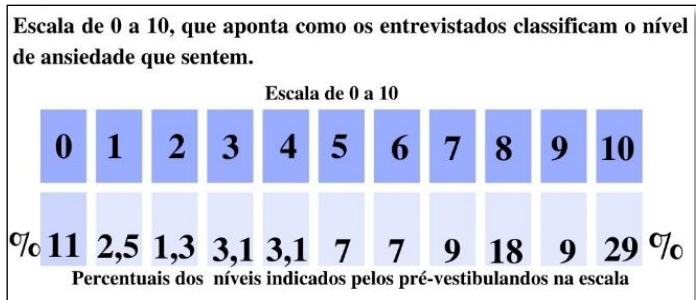 Escala de 0 a 10, que aponta como os entrevistados classificam o nível
de ansiedade que sentem.
Escala de 0 a 10
0 1 2 3 4 5 6 7 8 9 10
% 11 2,5 1,3 3,1 3,1 7 7 9 18 9 29 %
Percentuais dos níveis indicados pelos pré-vestibulandos na escala